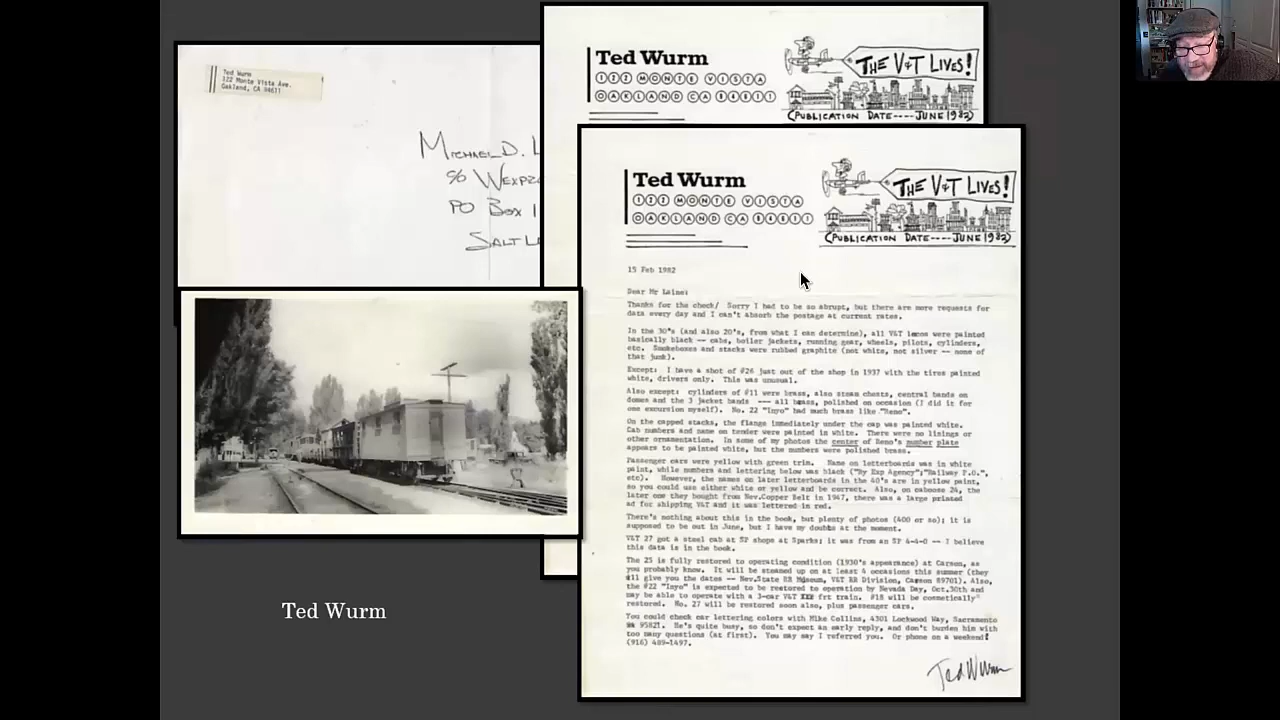 Ted Wurm
122 Monte Vista Ave.
Oakland, CA 94611
MICHAEL D. L
% WEXPRO
PO BOX 1
SALT L
Ted Wurm
122 MONTE VISTA
OAKLAND CA 94611
THE V&T LIVES!
(PUBLICATION DATE----JUNE 1982
Ted Wurm
122 MONTE VISTA
OAKLAND CA 94611
THE V&T LIVES!
(PUBLICATION DATE----JUNE 1982)
15 Feb 1982
Dear Mr Laine:
Thanks for the check! Sorry I had to be so abrupt, but there are more requests for
data every day and I can't absorb the postage at current rates.
In the 30's (and also 20's, from what I can determine), all V&T locos were painted
basically black -- cabs, boiler jackets, running gear, wheels, pilots, cylinders,
etc. Smokeboxes and stacks were rubbed graphite (not white, not silver -- none of
that junk).
Except: I have a shot of #26 just out of the shop in 1937 with the tires painted
white, drivers only. This was unusual.
Also except: cylinders of #11 were brass, also steam chests, central bands on
domes and the 3 jacket bands --- all brass, polished on occasion (I did it for
one excursion myself). No. 22 "Inyo" had much brass like "Reno".
On the capped stacks, the flange immediately under the cap was painted white.
Cab numbers and name on tender were painted in white. There were no linings or
other ornamentation. In some of my photos the center of Reno's number plate
appears to be painted white, but the numbers were polished brass.
Passenger cars were yellow with green trim. Name on letterboards was in white
paint, while numbers and lettering below was black ("Ry Exp Agency";"Railway P.O.",
etc). However, the names on later letterboards in the 40's are in yellow paint,
so you could use either white or yellow and be correct. Also, on caboose 24, the
later one they bought from Nev.Copper Belt in 1947, there was a large printed
ad for shipping V&T and it was lettered in red.
There's nothing about this in the book, but plenty of photos (400 or so); it is
supposed to be out in June, but I have my doubts at the moment.
V&T 27 got a steel cab at SP shops at Sparks; it was from an SP 4-4-0 -- I believe
this data is in the book.
The 25 is fully restored to operating condition (1930's appearance) at Carson, as
you probably know. It will be steamed up on at least 4 occasions this summer (they
will give you the dates -- Nev.State RR Museum, V&T RR Division, Carson 89701). Also,
the #22 "Inyo" is expected to be restored to operation by Nevada Day, Oct.30th and
may be able to operate with a 3-car V&T frt train. #18 will be cosmetically
restored. No. 27 will be restored soon also, plus passenger cars.
You could check car lettering colors with Mike Collins, 4301 Lockwood Way, Sacramento
95821. He's quite busy, so don't expect an early reply, and don't burden him with
too many questions (at first). You may say I referred you. Or phone on a weekend:
(916) 489-1497.
Ted Wurm
Ted Wurm